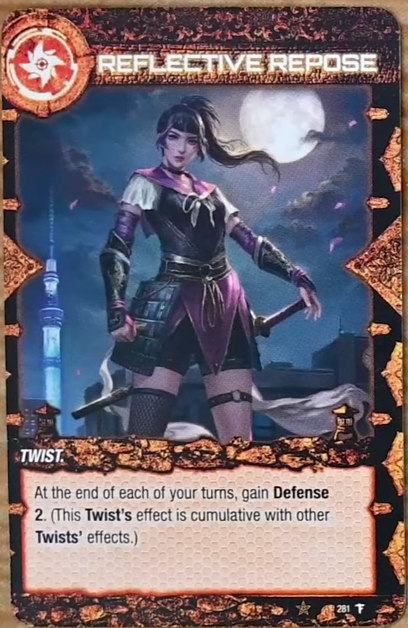 REFLECTIVE REPOSE
TWIST.
At the end of each of your turns, gain Defense
2. (This Twist's effect is cumulative with other
Twists' effects.)
281